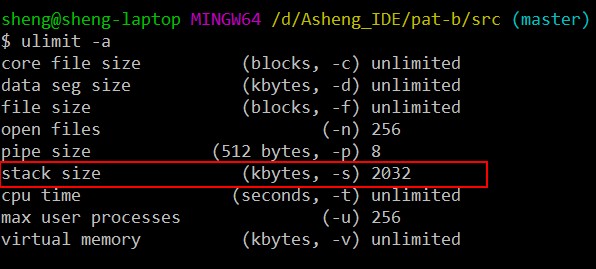 sheng@sheng-laptop MINGW64 /d/Asheng_IDE/pat-b/src (master)
$ ulimit -a
core file size (blocks, -c) unlimited
data seg size (kbytes, -d) unlimited
file size (blocks, -f) unlimited
open files (-n) 256
pipe size (512 bytes, -p) 8
stack size (kbytes, -s) 2032
cpu time (seconds, -t) unlimited
max user processes (-u) 256
virtual memory (kbytes, -v) unlimited